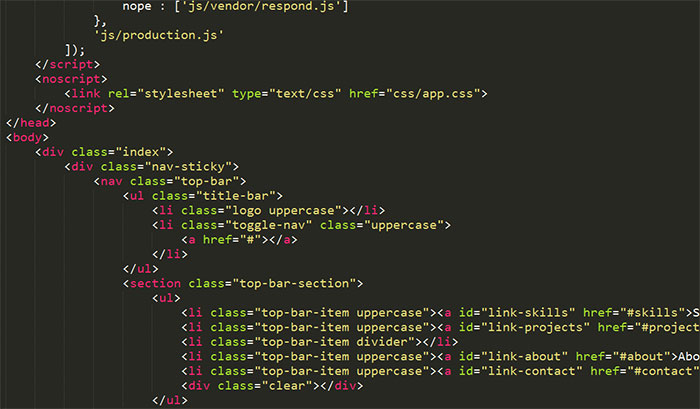 nope : ['js/vendor/respond.js']
},
'js/production.js'
]);
</script>
<noscript>
<link rel="stylesheet" type="text/css" href="css/app.css">
</noscript>
</head>
<body>
<div class="index">
<div class="nav-sticky">
<nav class="top-bar">
<ul class="title-bar">
<li class="logo uppercase"></li>
<li class="toggle-nav" class="uppercase">
<a href="#"></a>
</li>
</ul>
<section class="top-bar-section">
<ul>
<li class="top-bar-item uppercase"><a id="link-skills" href="#skills">S
<li class="top-bar-item uppercase"><a id="link-projects" href="#project
<li class="top-bar-item divider"></li>
<li class="top-bar-item uppercase"><a id="link-about" href="#about">Abo
<li class="top-bar-item uppercase"><a id="link-contact" href="#contact"
<div class="clear"></div>
</ul>